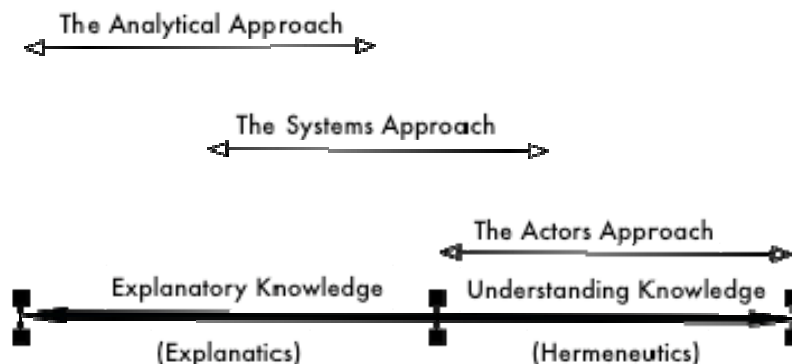 The Analytical Approach
The Systems Approach
The Actors Approach
Explanatory Knowledge
Understanding Knowledge
(Explanatics)
(Hermeneutics)